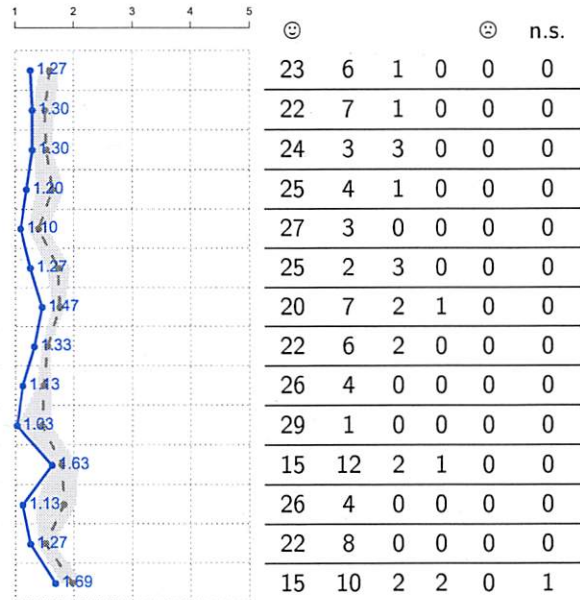 1 2 3 4 5
☺ ☹ n.s.
1.27 23 6 1 0 0 0
1.30 22 7 1 0 0 0
1.30 24 3 3 0 0 0
1.20 25 4 1 0 0 0
1.10 27 3 0 0 0 0
1.27 25 2 3 0 0 0
1.47 20 7 2 1 0 0
1.33 22 6 2 0 0 0
1.13 26 4 0 0 0 0
1.03 29 1 0 0 0 0
1.63 15 12 2 1 0 0
1.13 26 4 0 0 0 0
1.27 22 8 0 0 0 0
1.69 15 10 2 2 0 1